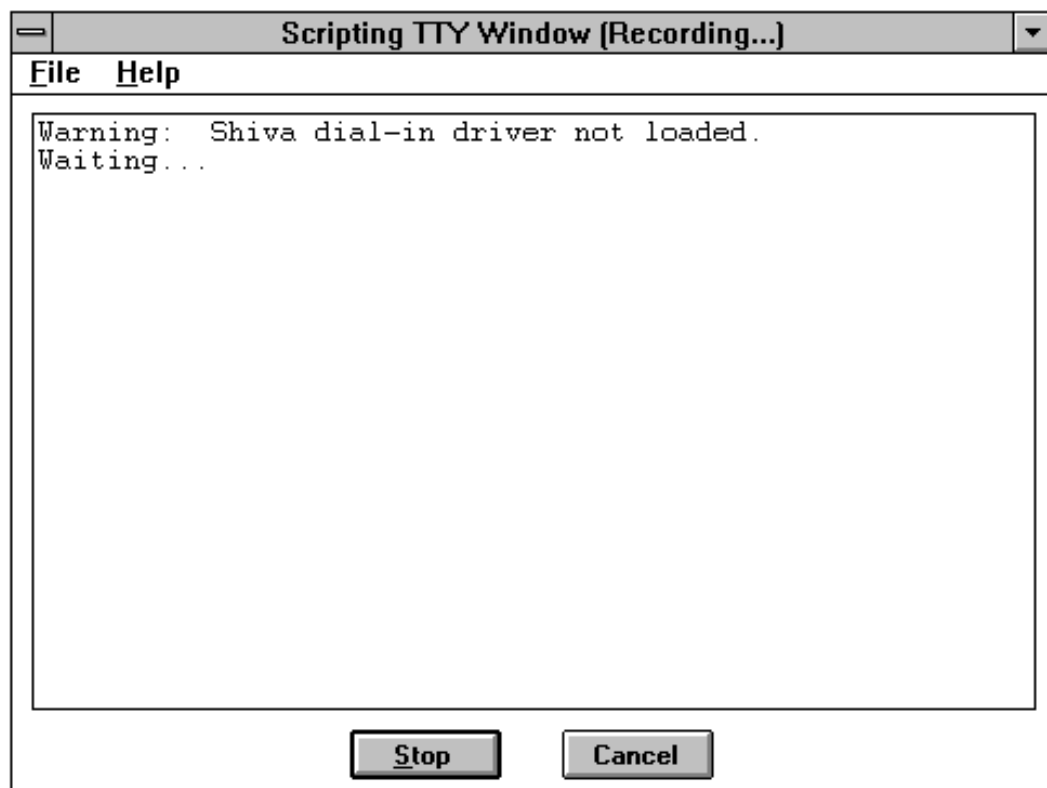 Scripting TTY Window (Recording...)
File Help
Warning:  Shiva dial-in driver not loaded.
Waiting...
Stop Cancel